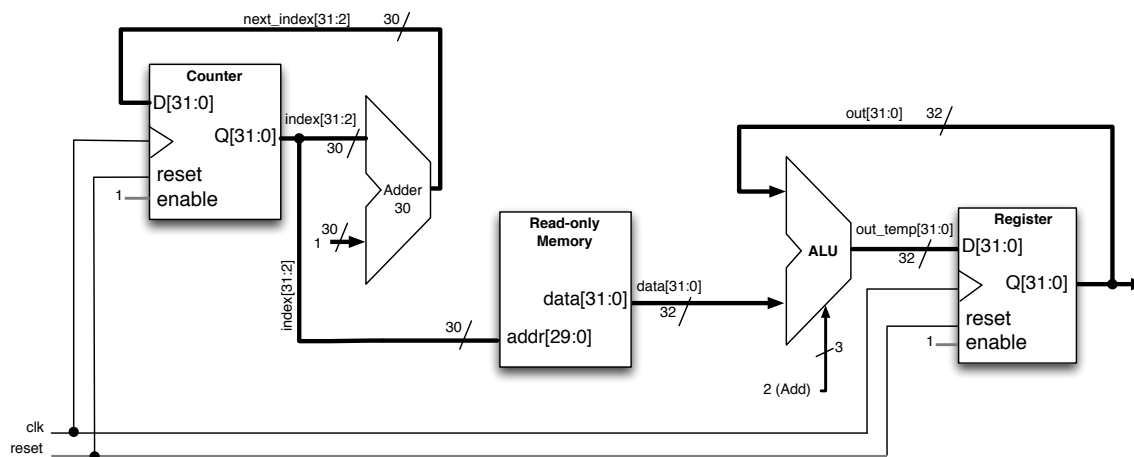 next_index[31:2]
30
Counter
D[31:0]
Q[31:0]
reset
1
enable
index[31:2]
30
Adder
30
30
1
index[31:2]
30
Read-only
Memory
data[31:0]
addr[29:0]
data[31:0]
32
out[31:0]
32
ALU
3
2 (Add)
out_temp[31:0]
32
Register
D[31:0]
Q[31:0]
reset
1
enable
clk
reset